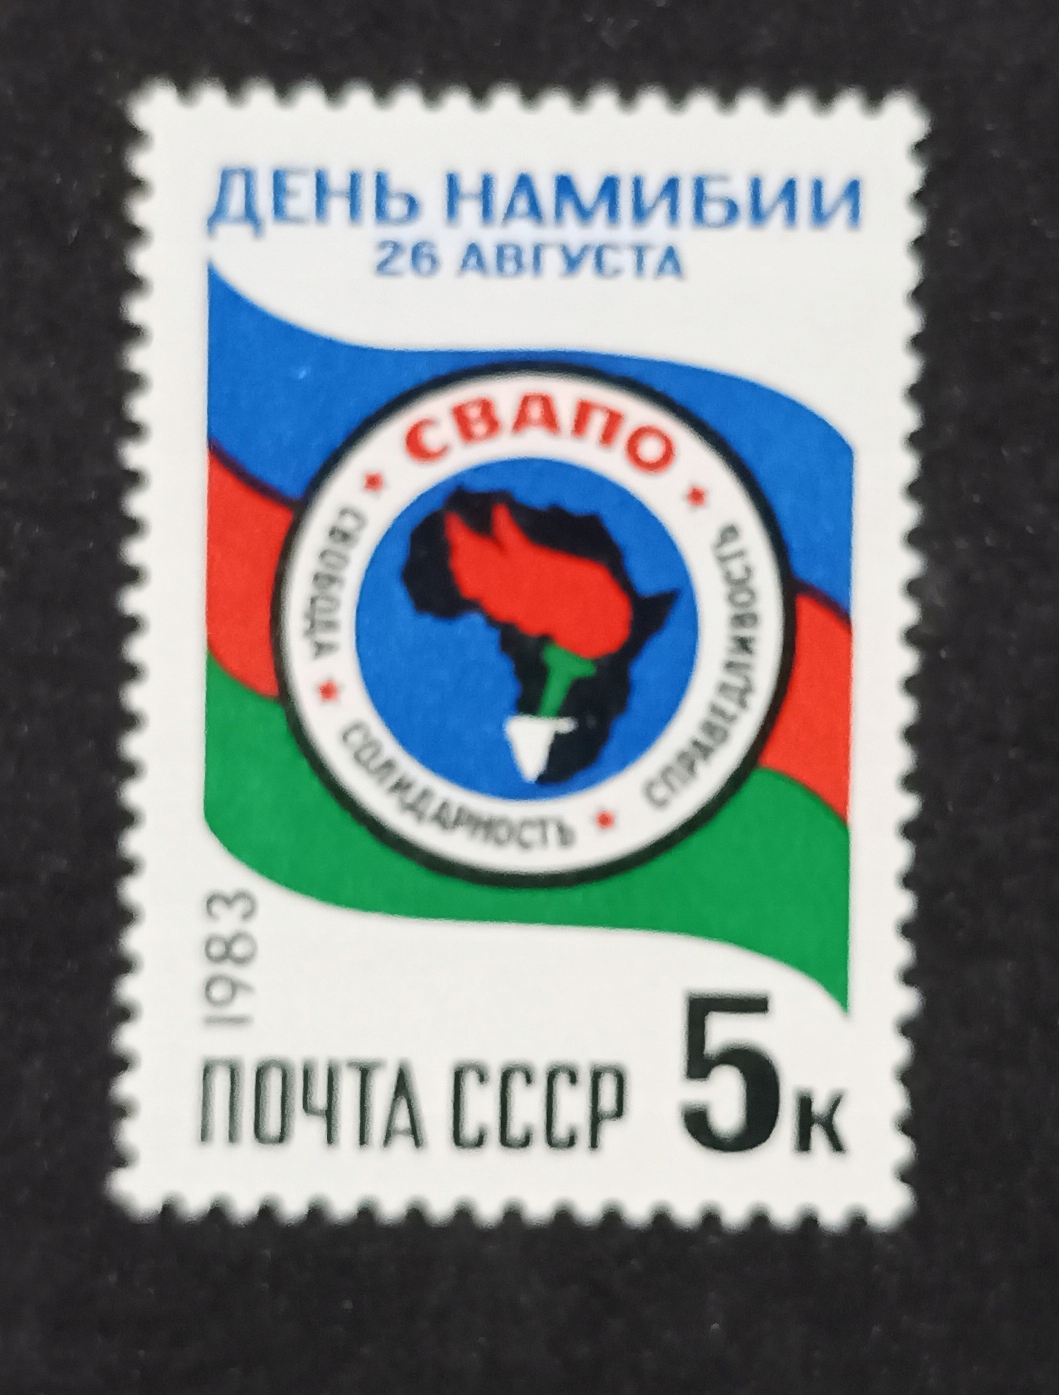 ДЕНЬ НАМИБИИ
26 АВГУСТА
СВАПО
СВОБОДА
СОЛИДАРНОСТЬ
СПРАВЕДЛИВОСТЬ
1983
ПОЧТА СССР
5к